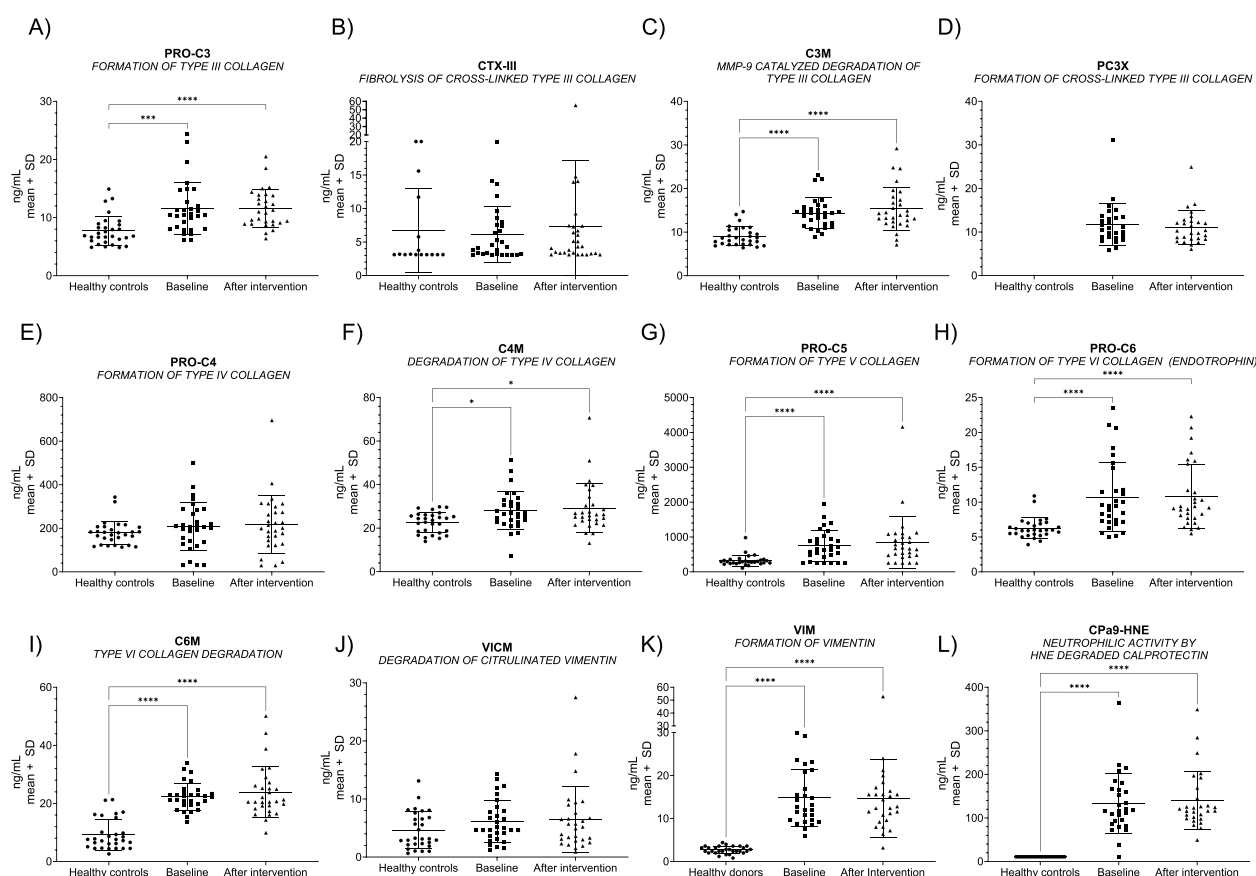 A)
PRO-C3
FORMATION OF TYPE III COLLAGEN
ng/mL
mean + SD
30
20
10
0
***
****
Healthy controls
Baseline
After intervention
B)
CTX-III
FIBROLYSIS OF CROSS-LINKED TYPE III COLLAGEN
ng/mL
mean + SD
60
50
40
30
20
20
15
10
5
0
Healthy controls
Baseline
After intervention
C)
C3M
MMP-9 CATALYZED DEGRADATION OF
TYPE III COLLAGEN
ng/mL
mean + SD
40
30
20
10
0
****
****
Healthy controls
Baseline
After intervention
D)
PC3X
FORMATION OF CROSS-LINKED TYPE III COLLAGEN
ng/mL
mean + SD
40
30
20
10
0
Healthy controls
Baseline
After intervention
E)
PRO-C4
FORMATION OF TYPE IV COLLAGEN
ng/mL
mean + SD
800
600
400
200
0
Healthy controls
Baseline
After intervention
F)
C4M
DEGRADATION OF TYPE IV COLLAGEN
ng/mL
mean + SD
80
60
40
20
0
*
*
Healthy controls
Baseline
After intervention
G)
PRO-C5
FORMATION OF TYPE V COLLAGEN
ng/mL
mean + SD
5000
4000
3000
2000
1000
0
****
****
Healthy controls
Baseline
After intervention
H)
PRO-C6
FORMATION OF TYPE VI COLLAGEN (ENDOTROPHIN)
ng/mL
mean + SD
25
20
15
10
5
0
****
****
Healthy controls
Baseline
After intervention
I)
C6M
TYPE VI COLLAGEN DEGRADATION
ng/mL
mean + SD
60
40
20
0
****
****
Healthy controls
Baseline
After intervention
J)
VICM
DEGRADATION OF CITRULINATED VIMENTIN
ng/mL
mean + SD
30
20
10
0
Healthy controls
Baseline
After intervention
K)
VIM
FORMATION OF VIMENTIN
ng/mL
mean + SD
60
50
40
30
30
20
10
0
****
****
Healthy donors
Baseline
After Intervention
L)
CPa9-HNE
NEUTROPHILIC ACTIVITY BY
HNE DEGRADED CALPROTECTIN
ng/mL
mean + SD
400
300
200
150
100
50
0
****
****
Healthy controls
Baseline
After intervention